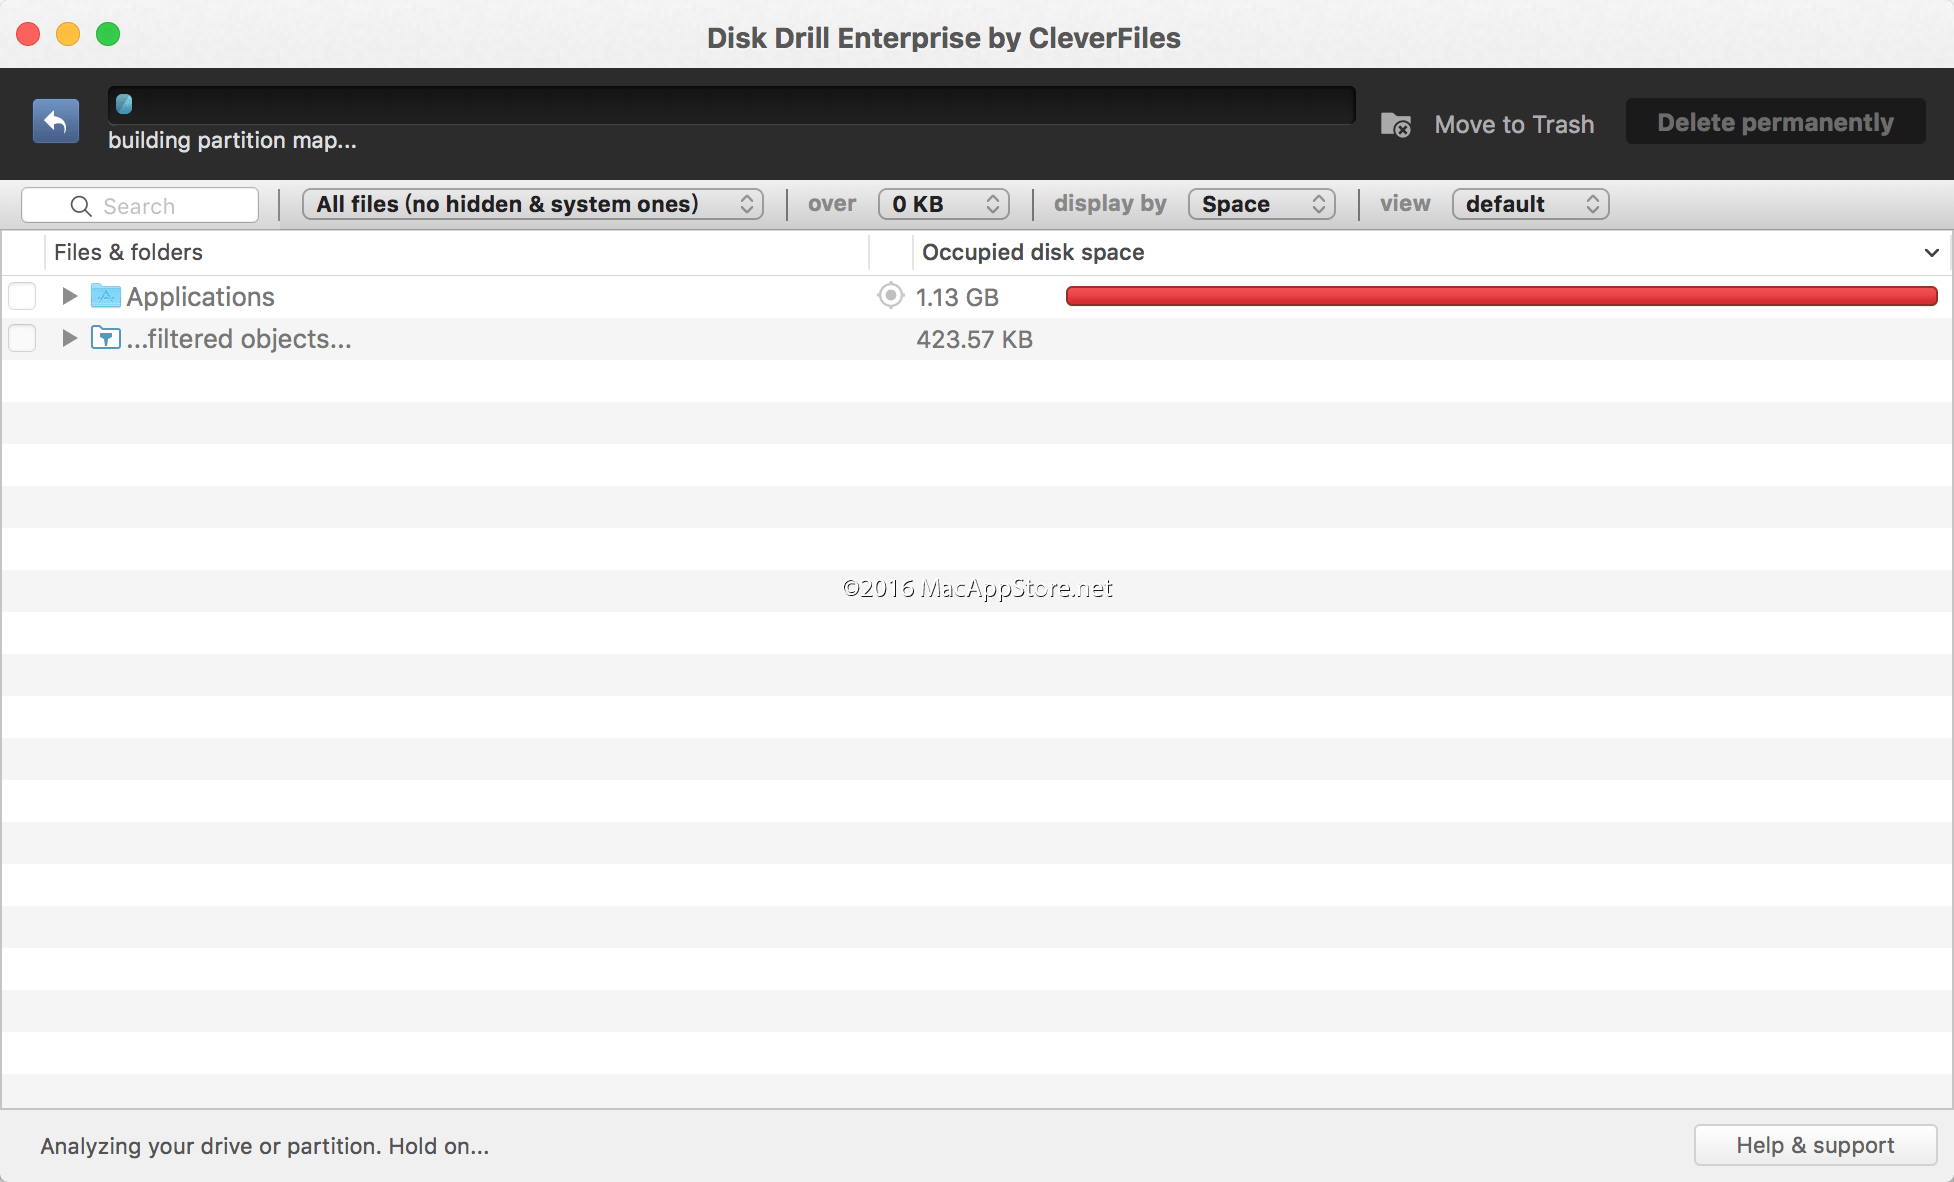 Disk Drill Enterprise by CleverFiles
building partition map...
Move to Trash
Delete permanently
Search
All files (no hidden & system ones)
over
0 KB
display by
Space
view
default
Files & folders
Occupied disk space
Applications
1.13 GB
...filtered objects...
423.57 KB
©2016 MacAppStore.net
Analyzing your drive or partition. Hold on...
Help & support